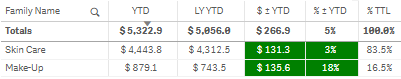 Family Name YTD LY YTD $ ± YTD % ± YTD % TTL
Totals $ 5,322.9 $ 5,056.0 $ 266.9 5% 100.0%
Skin Care $ 4,443.8 $ 4,312.5 $ 131.3 3% 83.5%
Make-Up $ 879.1 $ 743.5 $ 135.6 18% 16.5%